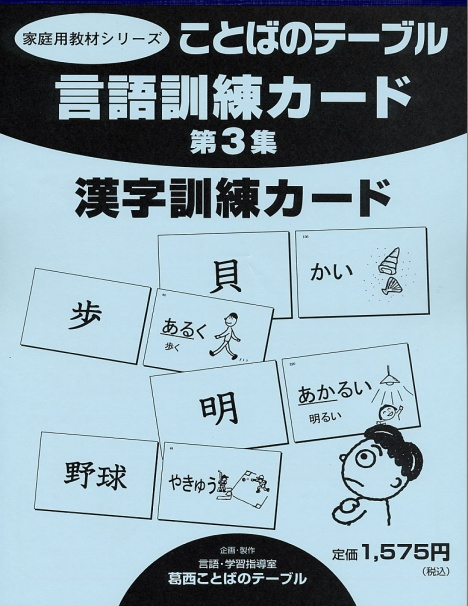 家庭用教材シリーズ
ことばのテーブル
言語訓練カード
第3集
漢字訓練カード
貝
かい
歩
あるく
歩く
明
あかるい
明るい
野球
やきゅう
企画・製作
言語・学習指導室
葛西ことばのテーブル
定価1,575円
(税込)